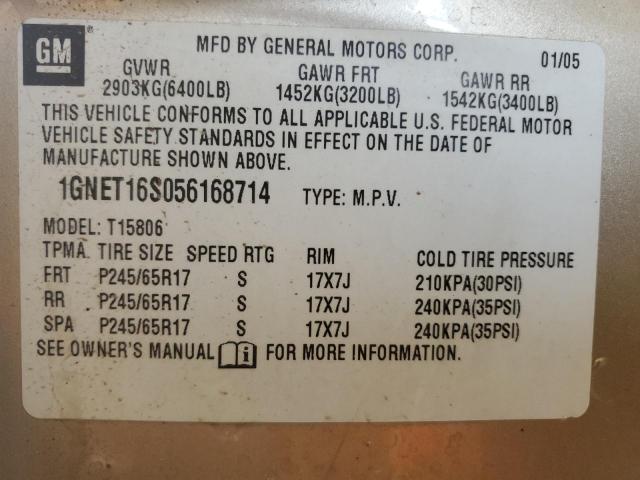 GM® MFD BY GENERAL MOTORS CORP. 01/05
GVWR GAWR FRT GAWR RR
2903KG(6400LB) 1452KG(3200LB) 1542KG(3400LB)
THIS VEHICLE CONFORMS TO ALL APPLICABLE U.S. FEDERAL MOTOR
VEHICLE SAFETY STANDARDS IN EFFECT ON THE DATE OF
MANUFACTURE SHOWN ABOVE.
1GNET16S056168714 TYPE: M.P.V.
MODEL: T15806
TPMA TIRE SIZE SPEED RTG RIM COLD TIRE PRESSURE
FRT P245/65R17 S 17X7J 210KPA(30PSI)
RR P245/65R17 S 17X7J 240KPA(35PSI)
SPA P245/65R17 S 17X7J 240KPA(35PSI)
SEE OWNER'S MANUAL FOR MORE INFORMATION.